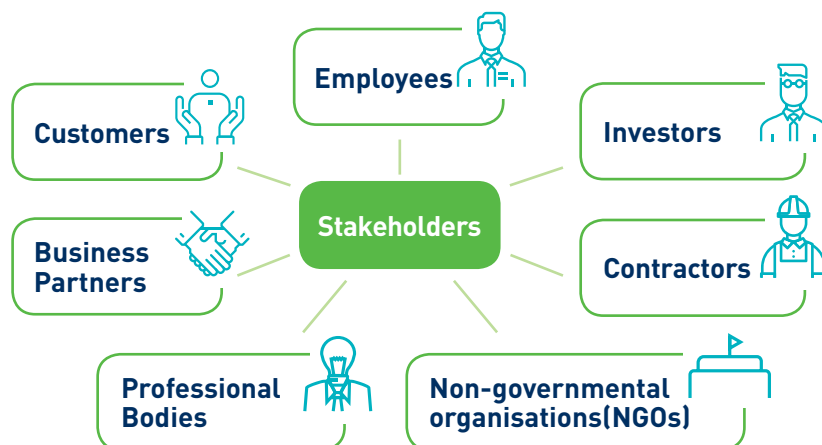 Employees
Customers
Investors
Stakeholders
Business
Partners
Contractors
Professional
Bodies
Non-governmental
organisations(NGOs)